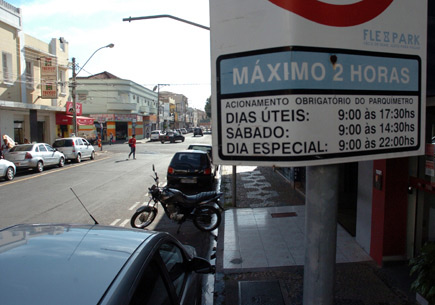 FLEXPARK
MÁXIMO 2 HORAS
ACIONAMENTO OBRIGATÓRIO DO PARQUÍMETRO
DIAS ÚTEIS: 9:00 às 17:30hs
SÁBADO: 9:00 às 14:30hs
DIA ESPECIAL: 9:00 às 22:00hs